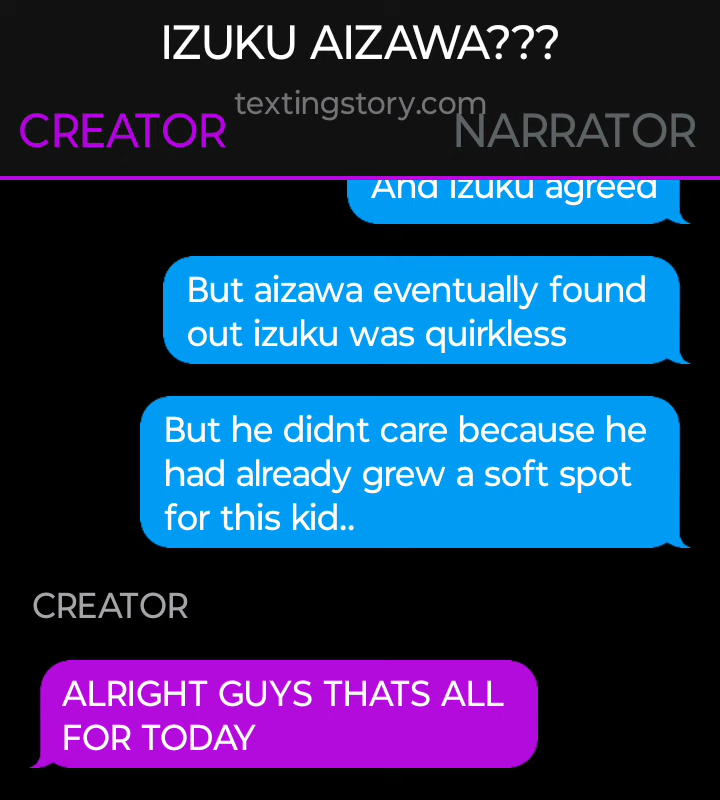 IZUKU AIZAWA???
textingstory.com
CREATOR
NARRATOR
And Izuku agreed
But aizawa eventually found
out izuku was quirkless
But he didnt care because he
had already grew a soft spot
for this kid..
CREATOR
ALRIGHT GUYS THATS ALL
FOR TODAY